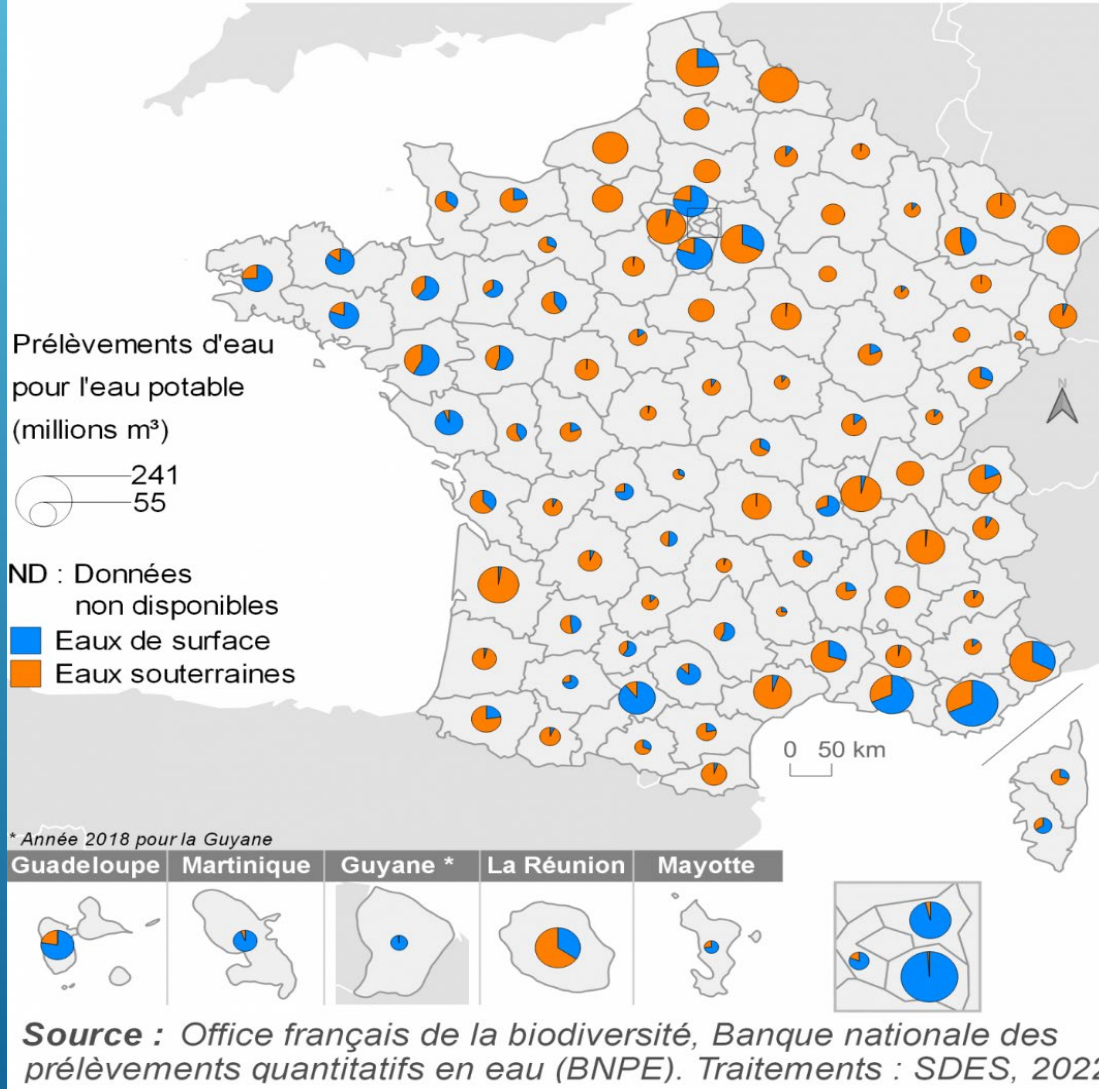 Prélèvements d'eau
pour l'eau potable
(millions m³)
241
55
ND : Données
non disponibles
Eaux de surface
Eaux souterraines
N
0 50 km
* Année 2018 pour la Guyane
Guadeloupe Martinique Guyane * La Réunion Mayotte
Source : Office français de la biodiversité, Banque nationale des
prélèvements quantitatifs en eau (BNPE). Traitements : SDES, 2022